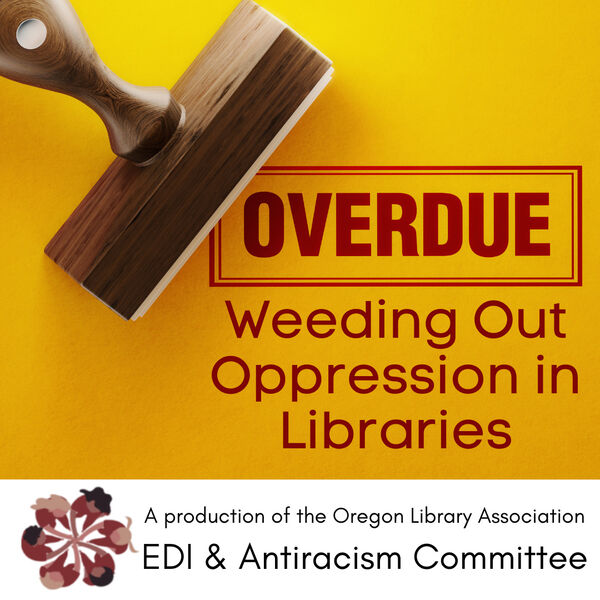 OVERDUE
Weeding Out
Oppression in
Libraries
A production of the Oregon Library Association
EDI & Antiracism Committee